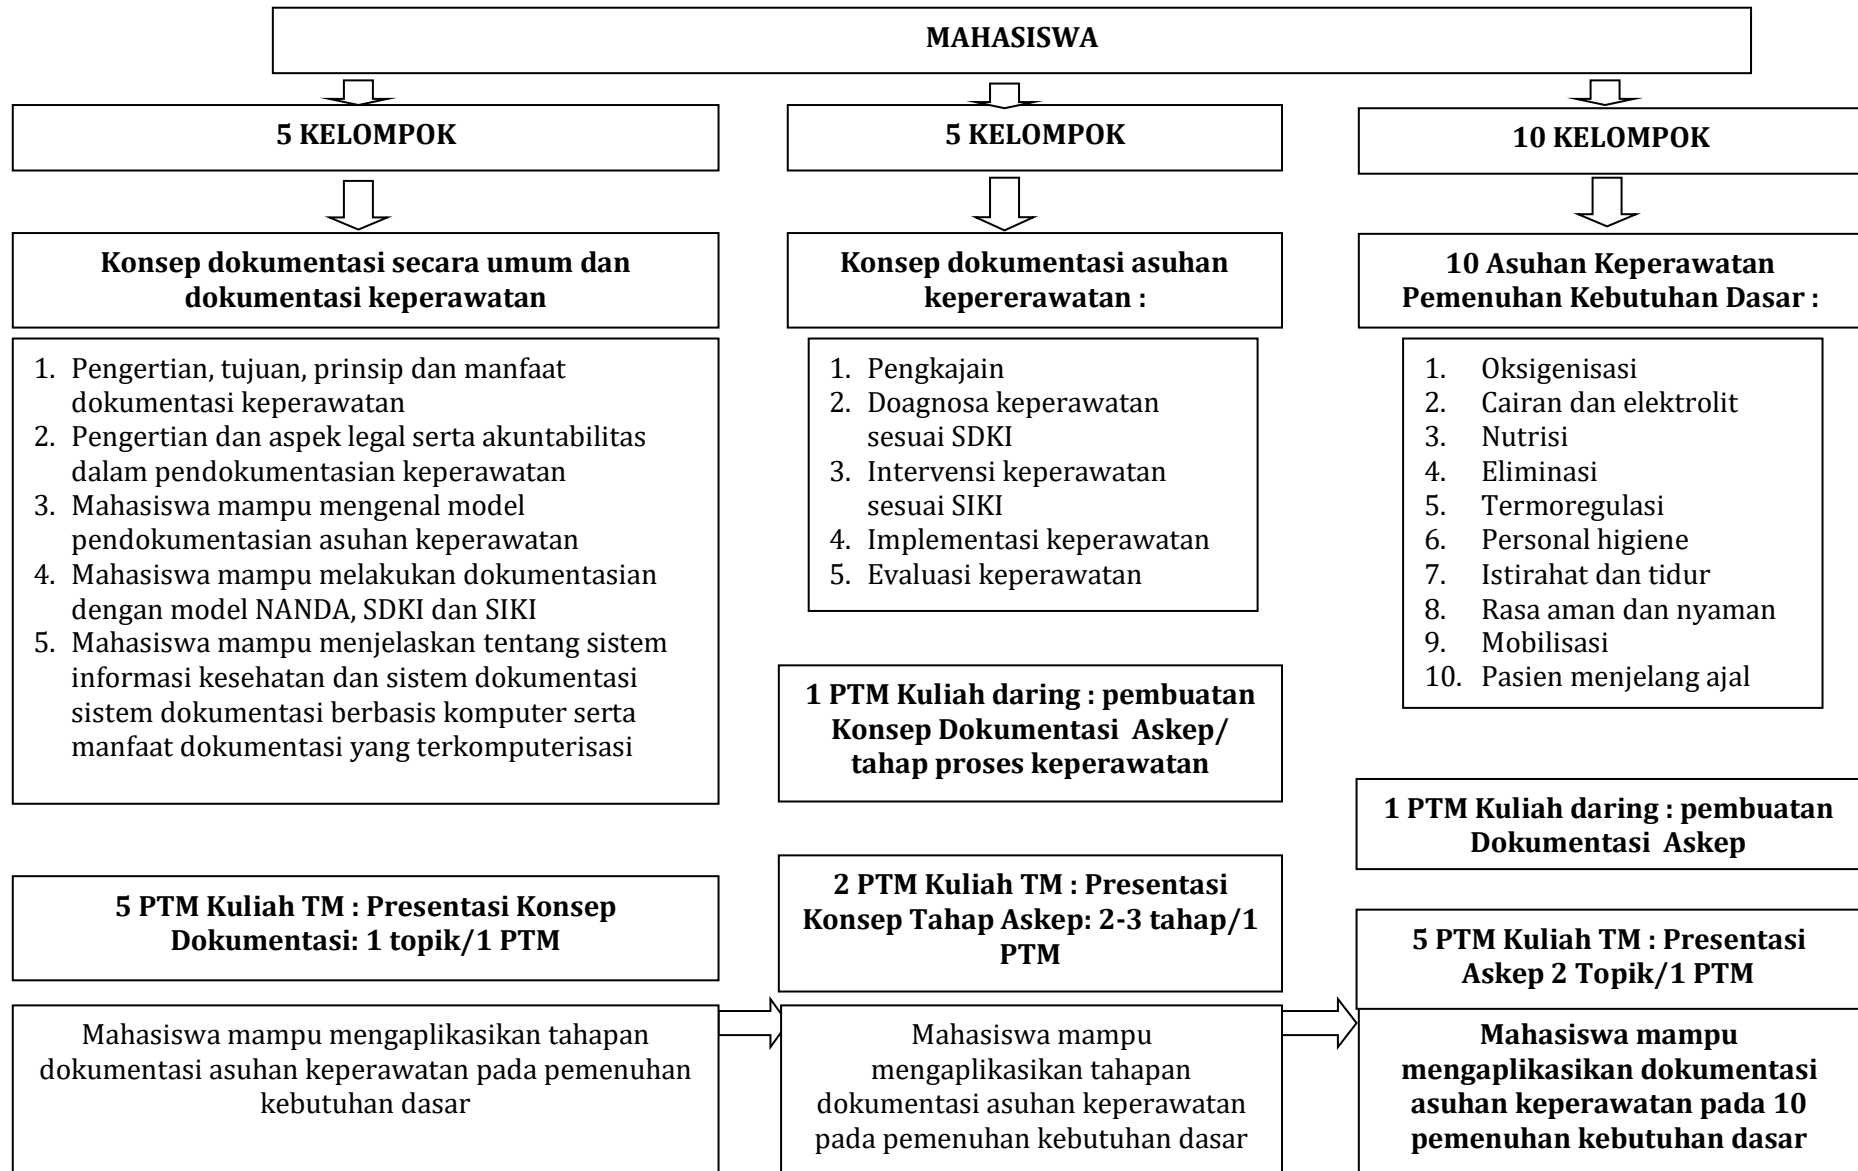 MAHASISWA
5 KELOMPOK
Konsep dokumentasi secara umum dan
dokumentasi keperawatan
1. Pengertian, tujuan, prinsip dan manfaat
dokumentasi keperawatan
2. Pengertian dan aspek legal serta akuntabilitas
dalam pendokumentasian keperawatan
3. Mahasiswa mampu mengenal model
pendokumentasian asuhan keperawatan
4. Mahasiswa mampu melakukan dokumentasian
dengan model NANDA, SDKI dan SIKI
5. Mahasiswa mampu menjelaskan tentang sistem
informasi kesehatan dan sistem dokumentasi
sistem dokumentasi berbasis komputer serta
manfaat dokumentasi yang terkomputerisasi
5 PTM Kuliah TM : Presentasi Konsep
Dokumentasi: 1 topik/1 PTM
Mahasiswa mampu mengaplikasikan tahapan
dokumentasi asuhan keperawatan pada pemenuhan
kebutuhan dasar
5 KELOMPOK
Konsep dokumentasi asuhan
kepererawatan :
1. Pengkajain
2. Doagnosa keperawatan
sesuai SDKI
3. Intervensi keperawatan
sesuai SIKI
4. Implementasi keperawatan
5. Evaluasi keperawatan
1 PTM Kuliah daring : pembuatan
Konsep Dokumentasi Askep/
tahap proses keperawatan
2 PTM Kuliah TM : Presentasi
Konsep Tahap Askep: 2-3 tahap/1
PTM
Mahasiswa mampu
mengaplikasikan tahapan
dokumentasi asuhan keperawatan
pada pemenuhan kebutuhan dasar
10 KELOMPOK
10 Asuhan Keperawatan
Pemenuhan Kebutuhan Dasar :
1. Oksigenisasi
2. Cairan dan elektrolit
3. Nutrisi
4. Eliminasi
5. Termoregulasi
6. Personal higiene
7. Istirahat dan tidur
8. Rasa aman dan nyaman
9. Mobilisasi
10. Pasien menjelang ajal
1 PTM Kuliah daring : pembuatan
Dokumentasi Askep
5 PTM Kuliah TM : Presentasi
Askep 2 Topik/1 PTM
Mahasiswa mampu
mengaplikasikan dokumentasi
asuhan keperawatan pada 10
pemenuhan kebutuhan dasar